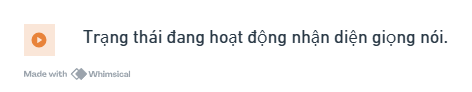 Trạng thái đang hoạt động nhận diện giọng nói.
Made with Whimsical